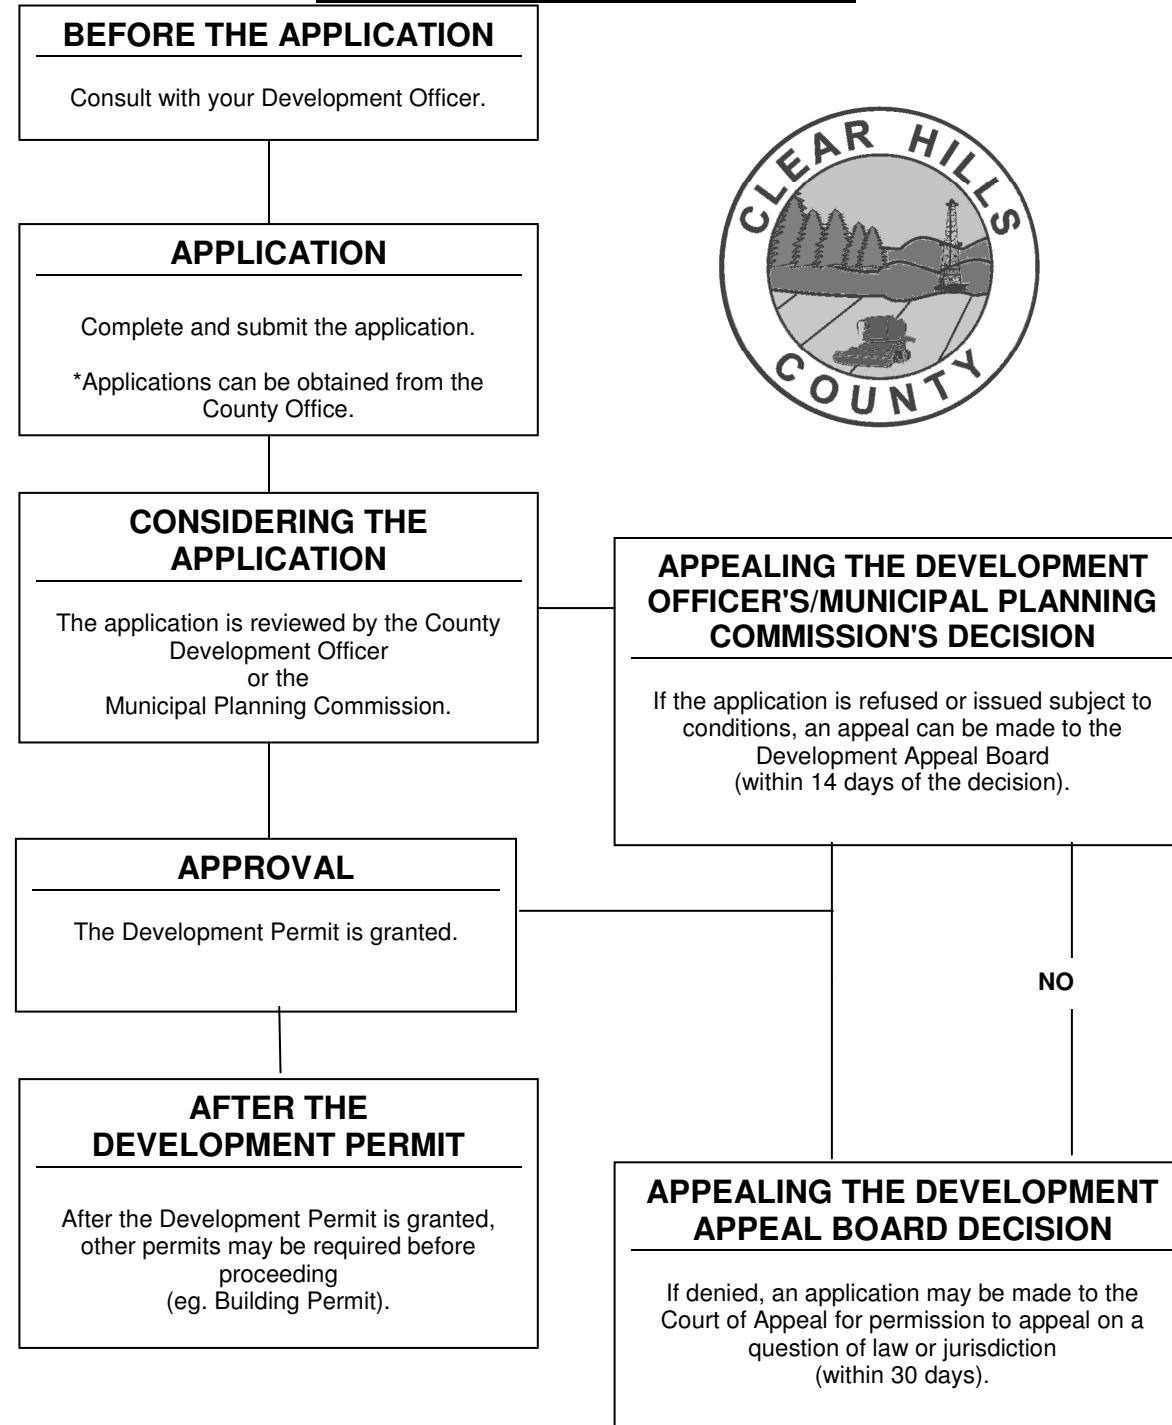 BEFORE THE APPLICATION
Consult with your Development Officer.
CLEAR HILLS
COUNTY
APPLICATION
Complete and submit the application.
*Applications can be obtained from the
County Office.
CONSIDERING THE
APPLICATION
The application is reviewed by the County
Development Officer
or the
Municipal Planning Commission.
APPEALING THE DEVELOPMENT
OFFICER'S/MUNICIPAL PLANNING
COMMISSION'S DECISION
If the application is refused or issued subject to
conditions, an appeal can be made to the
Development Appeal Board
(within 14 days of the decision).
APPROVAL
The Development Permit is granted.
NO
AFTER THE
DEVELOPMENT PERMIT
After the Development Permit is granted,
other permits may be required before
proceeding
(eg. Building Permit).
APPEALING THE DEVELOPMENT
APPEAL BOARD DECISION
If denied, an application may be made to the
Court of Appeal for permission to appeal on a
question of law or jurisdiction
(within 30 days).